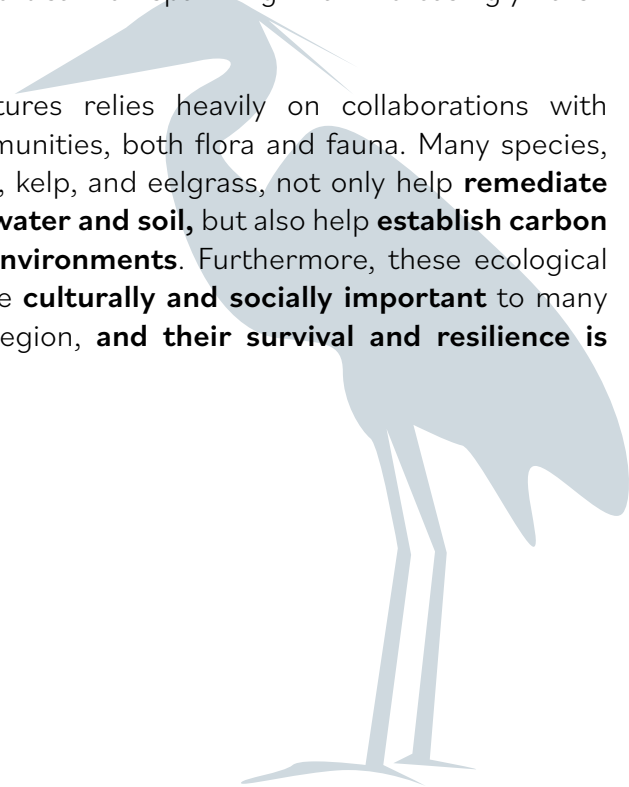 tures relies heavily on collaborations with
munities, both flora and fauna. Many species,
, kelp, and eelgrass, not only help remediate
water and soil, but also help establish carbon
nvironments. Furthermore, these ecological
e culturally and socially important to many
egion, and their survival and resilience is